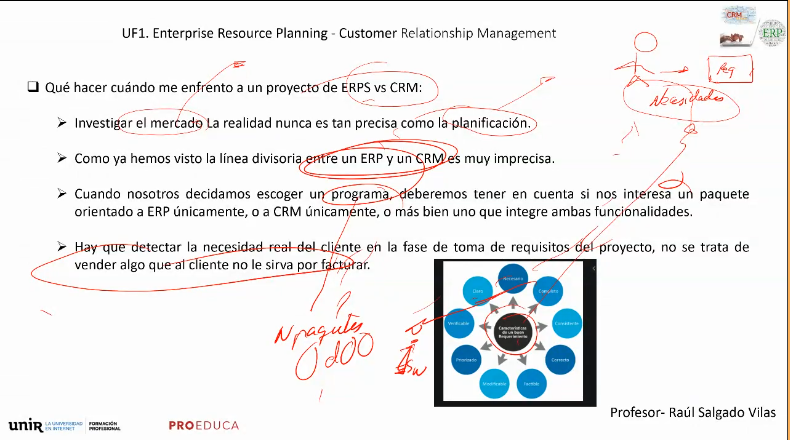 UF1. Enterprise Resource Planning - Customer Relationship Management
CRM
ERP
Req
Necesidades
❑ Qué hacer cuándo me enfrento a un proyecto de ERPS vs CRM:
➢ Investigar el mercado La realidad nunca es tan precisa como la planificación.
➢ Como ya hemos visto la línea divisoria entre un ERP y un CRM es muy imprecisa.
➢ Cuando nosotros decidamos escoger un programa, deberemos tener en cuenta si nos interesa un paquete
orientado a ERP únicamente, o a CRM únicamente, o más bien uno que integre ambas funcionalidades.
➢ Hay que detectar la necesidad real del cliente en la fase de toma de requisitos del proyecto, no se trata de
vender algo que al cliente no le sirva por facturar.
N paquetes
Necesario
Completo
Consistente
Correcto
Factible
Modificable
Priorizado
Verificable
Claro
Características
de un buen
Requerimiento
Profesor- Raúl Salgado Vilas
unir LA UNIVERSIDAD
EN INTERNET
FORMACIÓN
PROFESIONAL
PROEDUCA